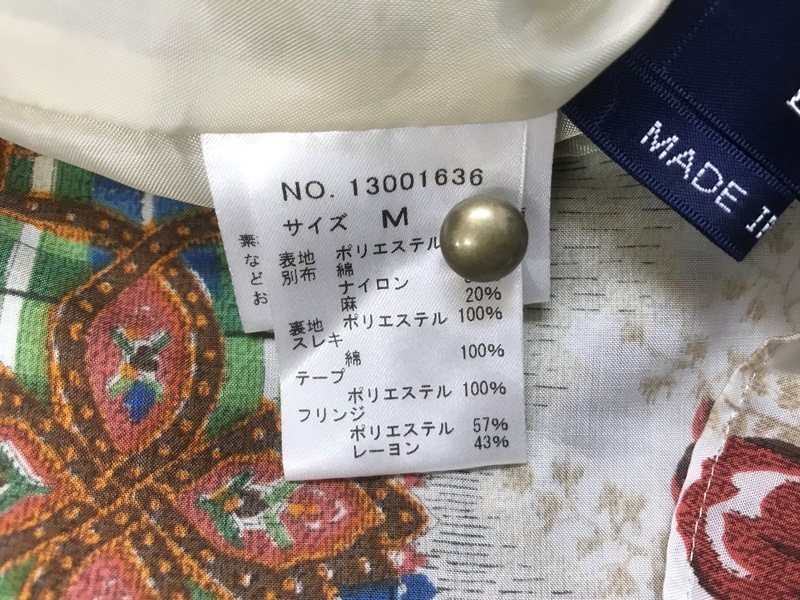 NO. 13001636
サイズ M
表地 ポリエステル
別布 綿
ナイロン
麻 20%
裏地 ポリエステル 100%
スレキ
綿 100%
テープ
ポリエステル 100%
フリンジ
ポリエステル 57%
レーヨン 43%
素
な
ど
お
MADE